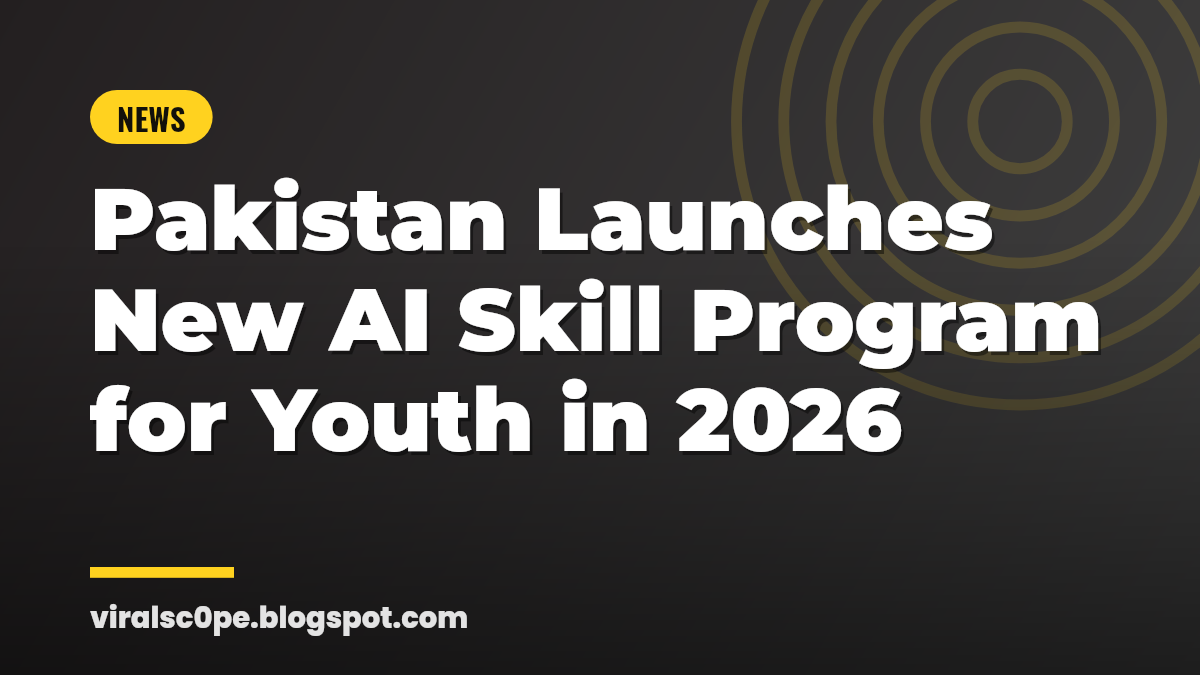 NEWS
Pakistan Launches
New AI Skill Program
for Youth in 2026
viralsc0pe.blogspot.com